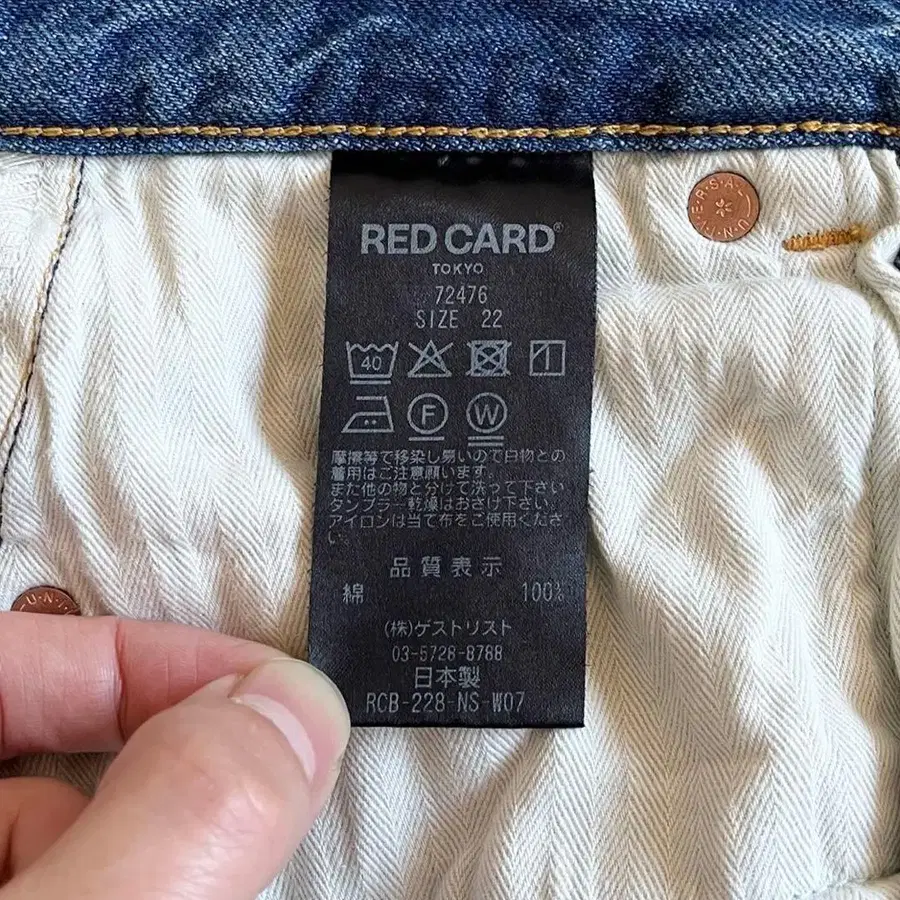 RED CARD®
TOKYO
72476
SIZE 22
40
F W
摩擦等で移染し易いので白物との
着用はご注意願います。
また他の物と分けて洗って下さい
タンブラー乾燥はおさけ下さい。
アイロンは当て布をご使用くださ
い。
品質表示
綿 100%
(株)ゲストリスト
03-5728-8788
日本製
RCB-228-NS-W07
UNIVERSAL